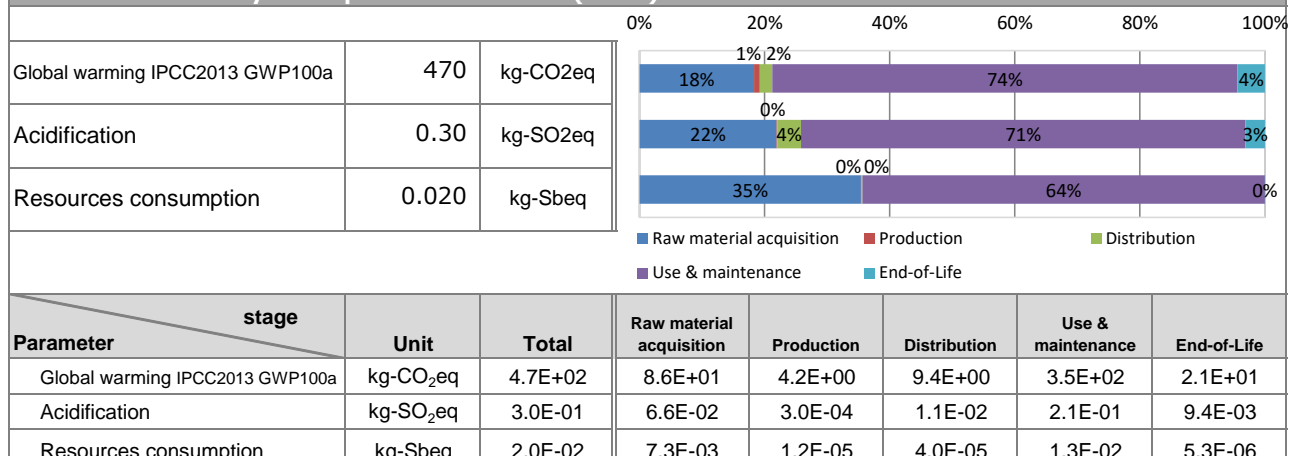 0% 20% 40% 60% 80% 100%
Global warming IPCC2013 GWP100a 470 kg-CO2eq
1% 2%
18% 74% 4%
0%
Acidification 0.30 kg-SO2eq
22% 4% 71% 3%
0% 0%
Resources consumption 0.020 kg-Sbeq
35% 64% 0%
Raw material acquisition Production Distribution
Use & maintenance End-of-Life
stage
Parameter Unit Total Raw material acquisition Production Distribution Use & maintenance End-of-Life
Global warming IPCC2013 GWP100a kg-CO₂eq 4.7E+02 8.6E+01 4.2E+00 9.4E+00 3.5E+02 2.1E+01
Acidification kg-SO₂eq 3.0E-01 6.6E-02 3.0E-04 1.1E-02 2.1E-01 9.4E-03
Resources consumption kg-Sbeq 2.0E-02 7.3E-03 1.2E-05 4.0E-05 1.3E-02 5.3E-06